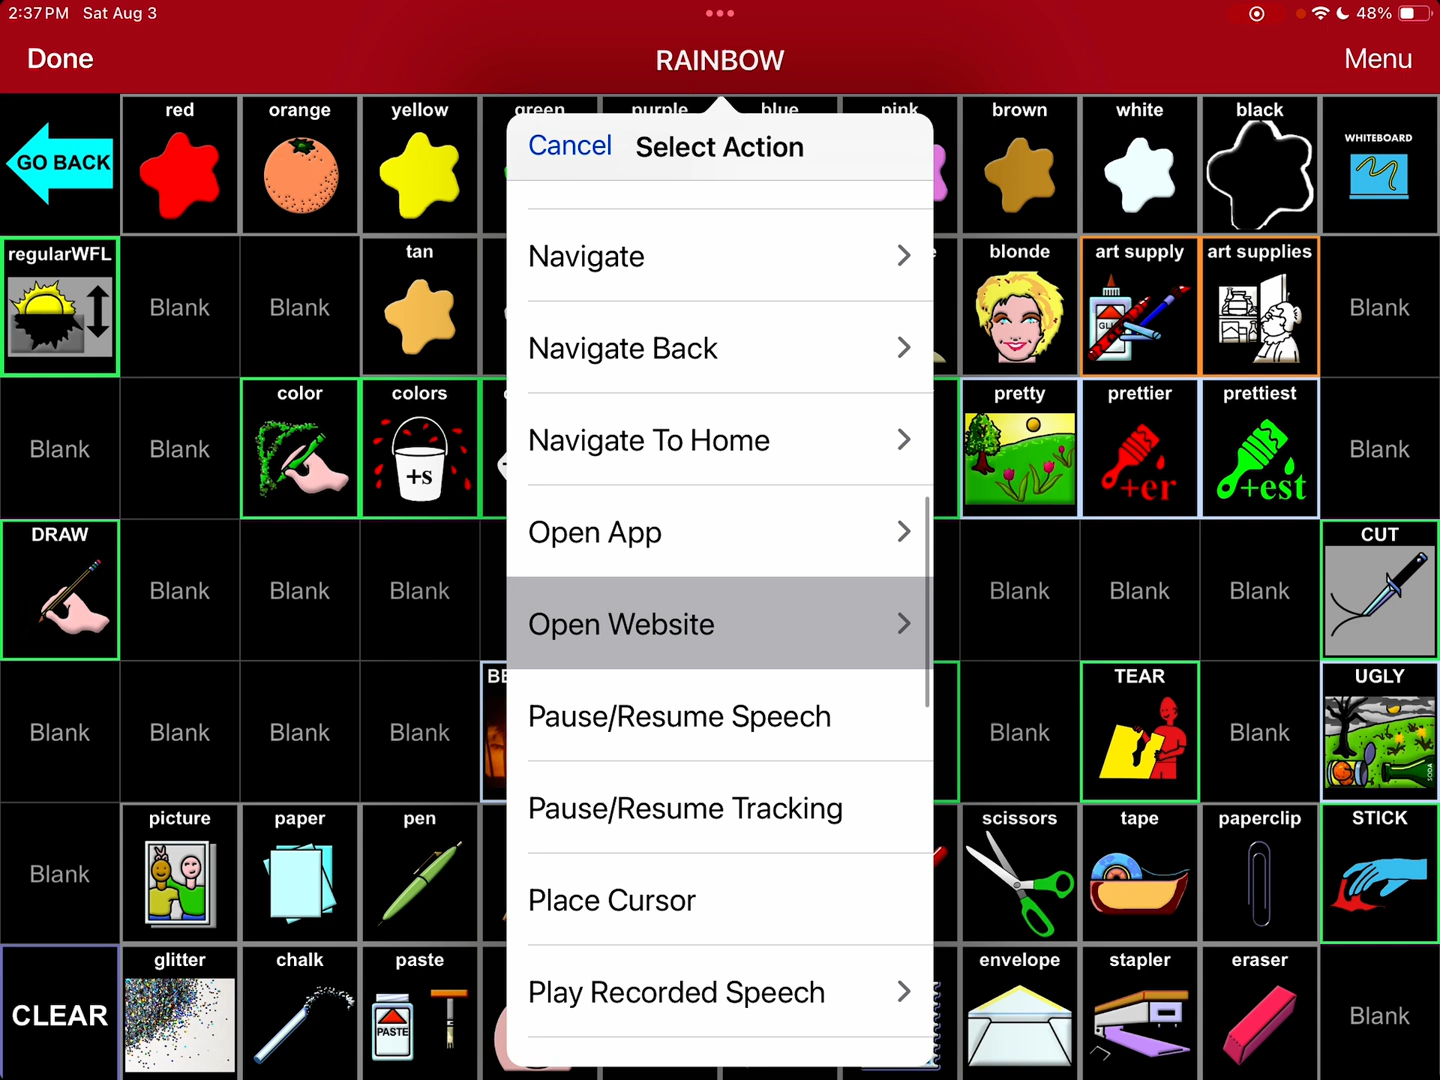 2:37 PM Sat Aug 3
48%
Done
RAINBOW
Menu
GO BACK
red
orange
yellow
green
purple
blue
pink
brown
white
black
WHITEBOARD
Cancel
Select Action
Navigate
Navigate Back
Navigate To Home
Open App
Open Website
Pause/Resume Speech
Pause/Resume Tracking
Place Cursor
Play Recorded Speech
regularWFL
Blank
Blank
tan
blonde
art supply
art supplies
Blank
Blank
Blank
color
colors
+s
pretty
prettier
+er
prettiest
+est
Blank
DRAW
Blank
Blank
Blank
Blank
Blank
Blank
CUT
Blank
Blank
Blank
Blank
BE
Blank
TEAR
Blank
UGLY
SODA
Blank
picture
paper
pen
scissors
tape
paperclip
STICK
CLEAR
glitter
chalk
paste
PASTE
envelope
stapler
eraser
Blank